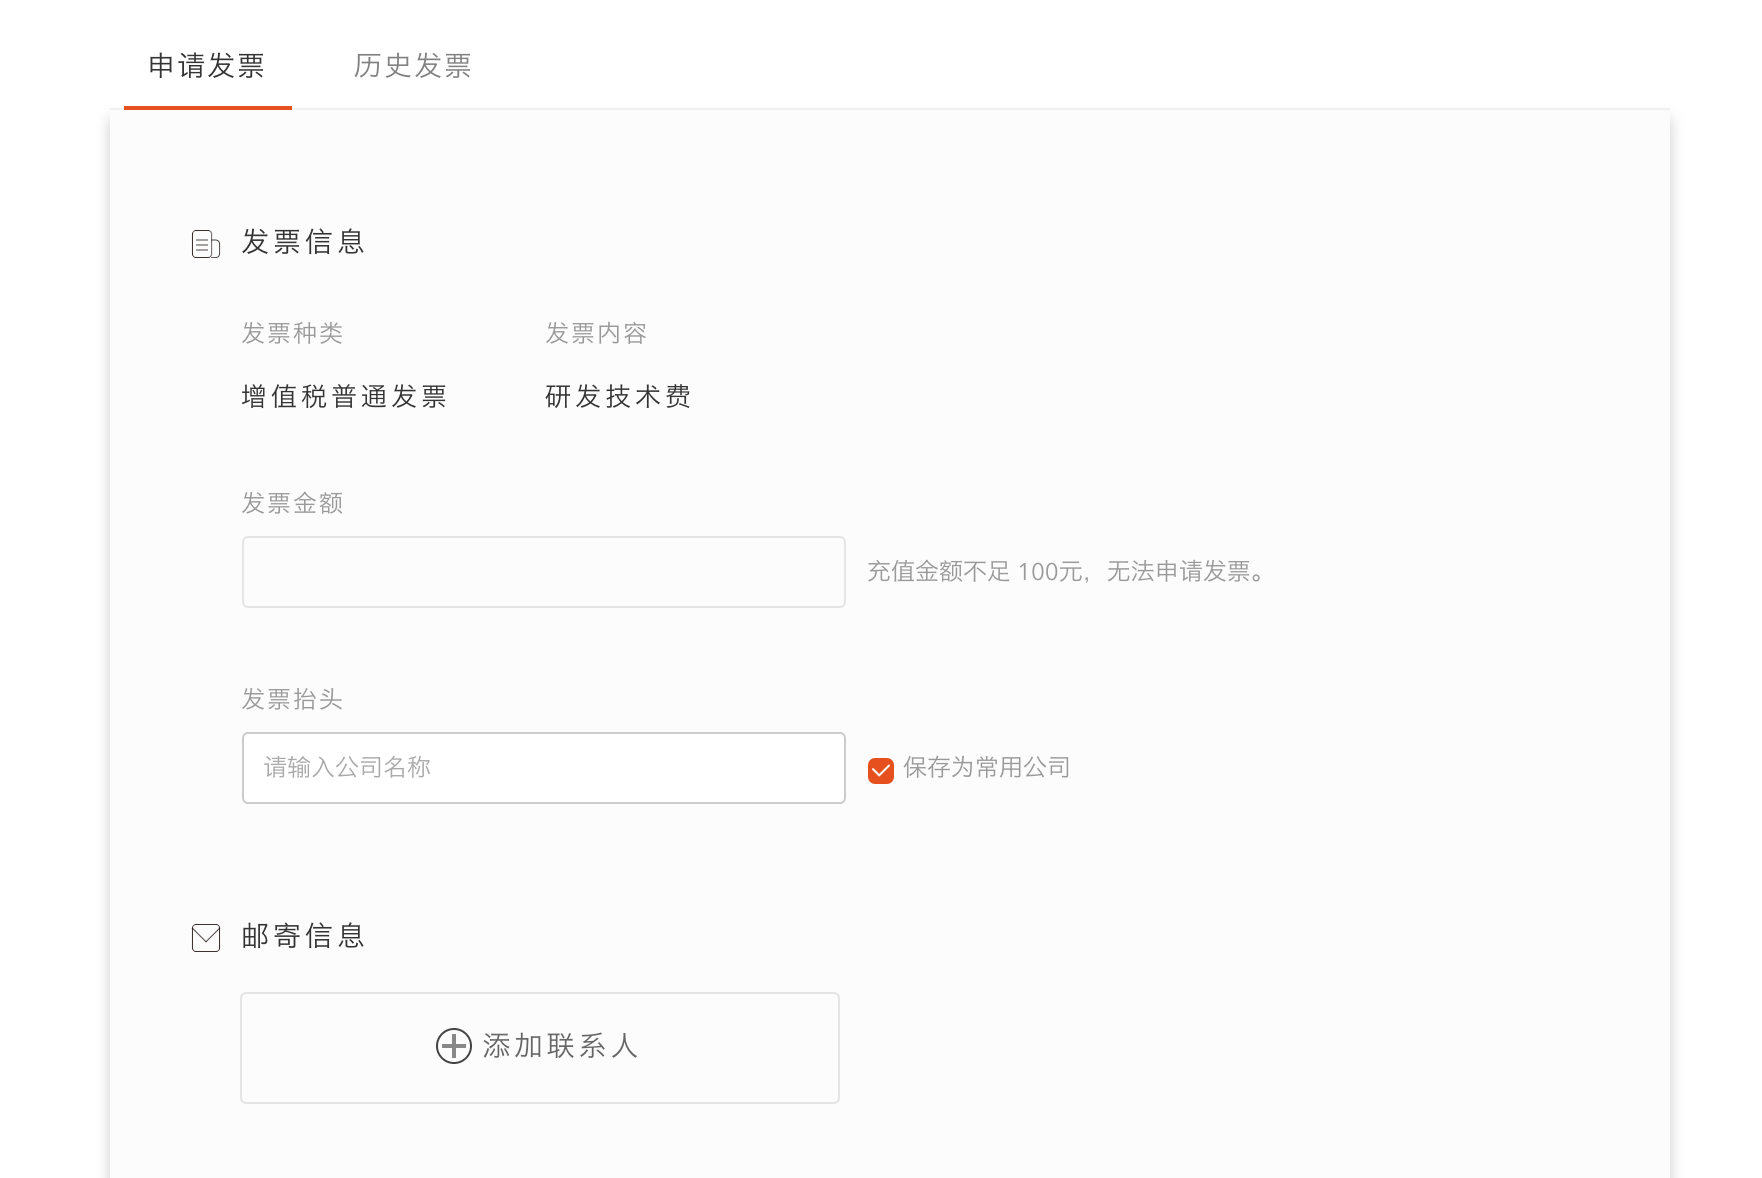 申请发票 历史发票
发票信息
发票种类 发票内容
增值税普通发票 研发技术费
发票金额
充值金额不足 100元，无法申请发票。
发票抬头
请输入公司名称 保存为常用公司
邮寄信息
添加联系人